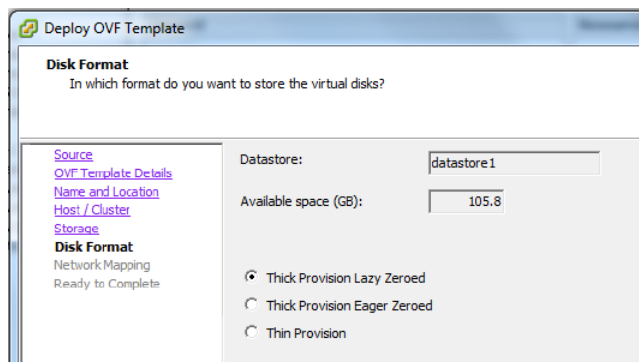 Deploy OVF Template
Disk Format
In which format do you want to store the virtual disks?
Source
OVF Template Details
Name and Location
Host / Cluster
Storage
Disk Format
Network Mapping
Ready to Complete
Datastore: datastore1
Available space (GB): 105.8
Thick Provision Lazy Zeroed
Thick Provision Eager Zeroed
Thin Provision